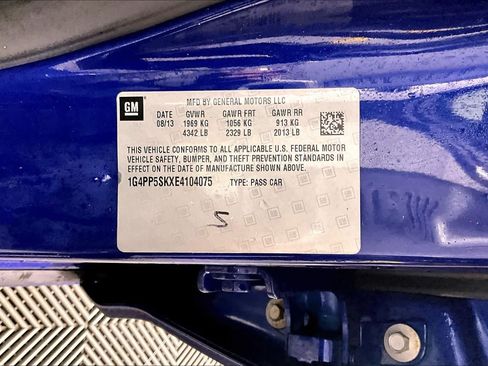 GM
MFD BY GENERAL MOTORS LLC
DATE GVWR GAWR FRT GAWR RR
08/13 1969 KG 1056 KG 913 KG
4342 LB 2329 LB 2013 LB
THIS VEHICLE CONFORMS TO ALL APPLICABLE U.S. FEDERAL MOTOR
VEHICLE SAFETY, BUMPER, AND THEFT PREVENTION STANDARDS IN
EFFECT ON THE DATE OF MANUFACTURE SHOWN ABOVE.
1G4PP5SKXE4104075 TYPE: PASS CAR
5